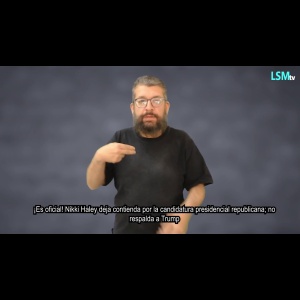 LSMtv
¡Es oficial! Nikki Haley deja contienda por la candidatura presidencial republicana; no
respalda a Trump